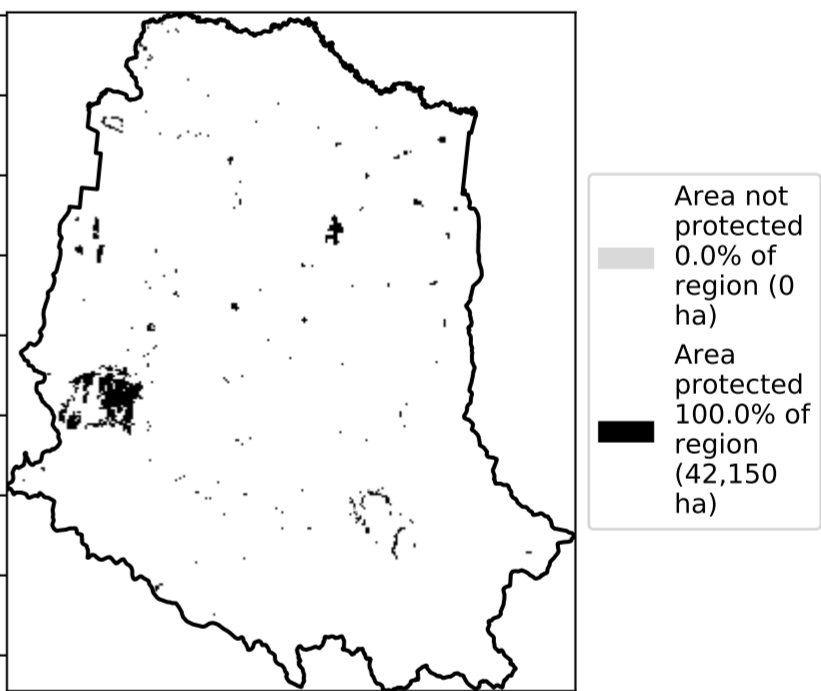 Area not
protected
0.0% of
region (0
ha)
Area
protected
100.0% of
region
(42,150
ha)